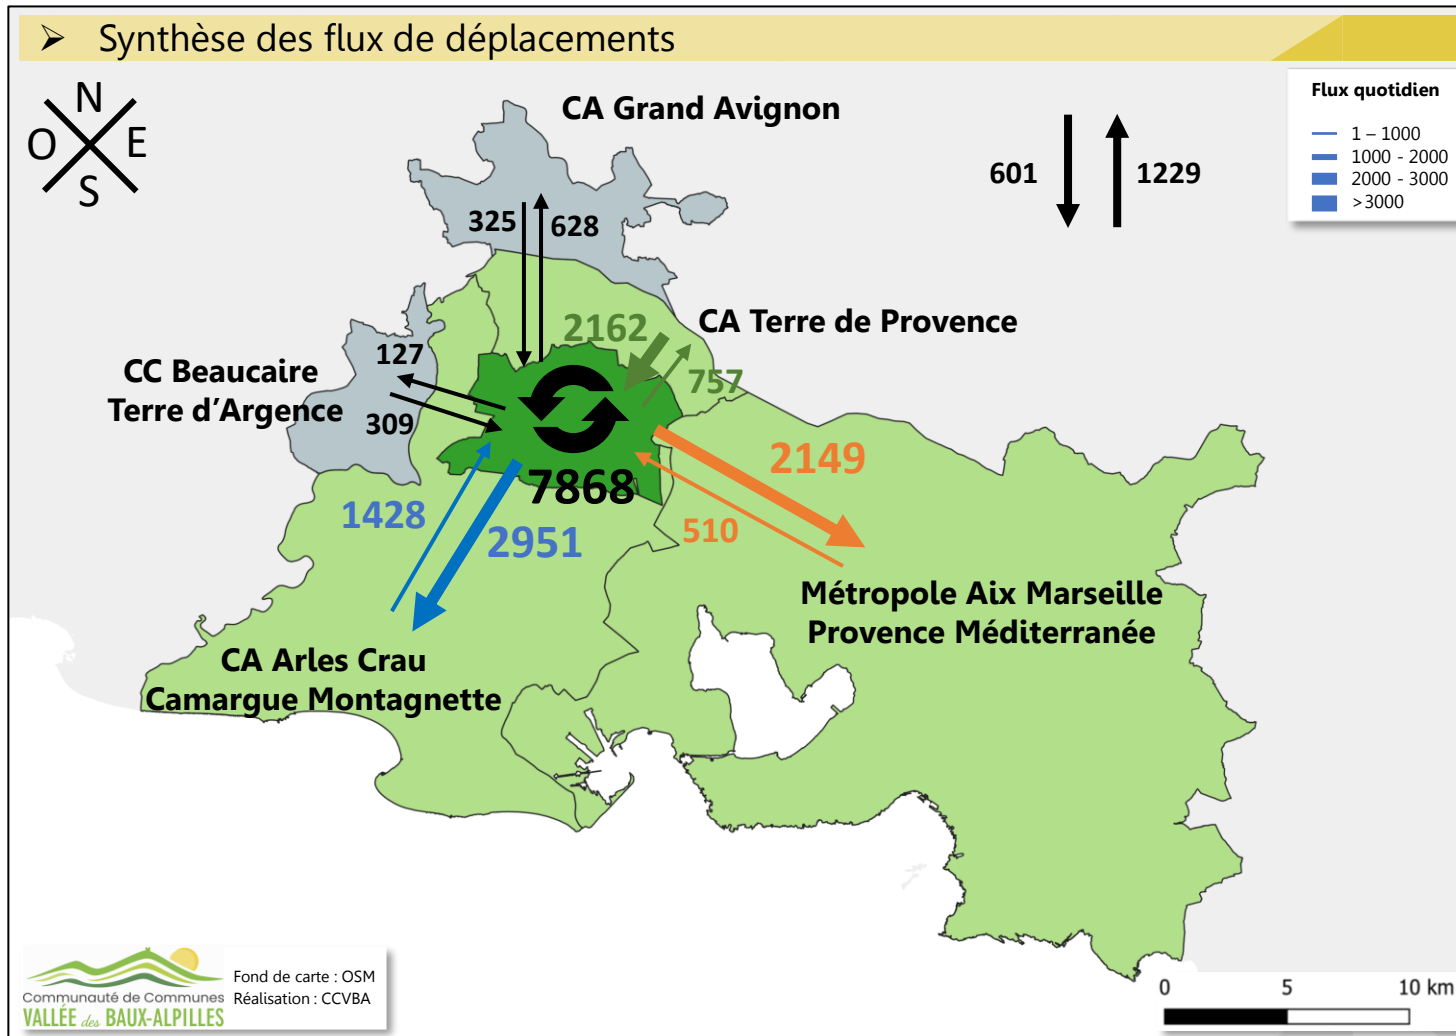 ➢ Synthèse des flux de déplacements
N
O E
S
CA Grand Avignon
601
1229
Flux quotidien
1 – 1000
1000 - 2000
2000 - 3000
>3000
325
628
2162
CA Terre de Provence
757
127
CC Beaucaire
Terre d’Argence
309
7868
2149
510
1428
2951
Métropole Aix Marseille
Provence Méditerranée
CA Arles Crau
Camargue Montagnette
Communauté de Communes
VALLÉE des BAUX-ALPILLES
Fond de carte : OSM
Réalisation : CCVBA
0 5 10 km